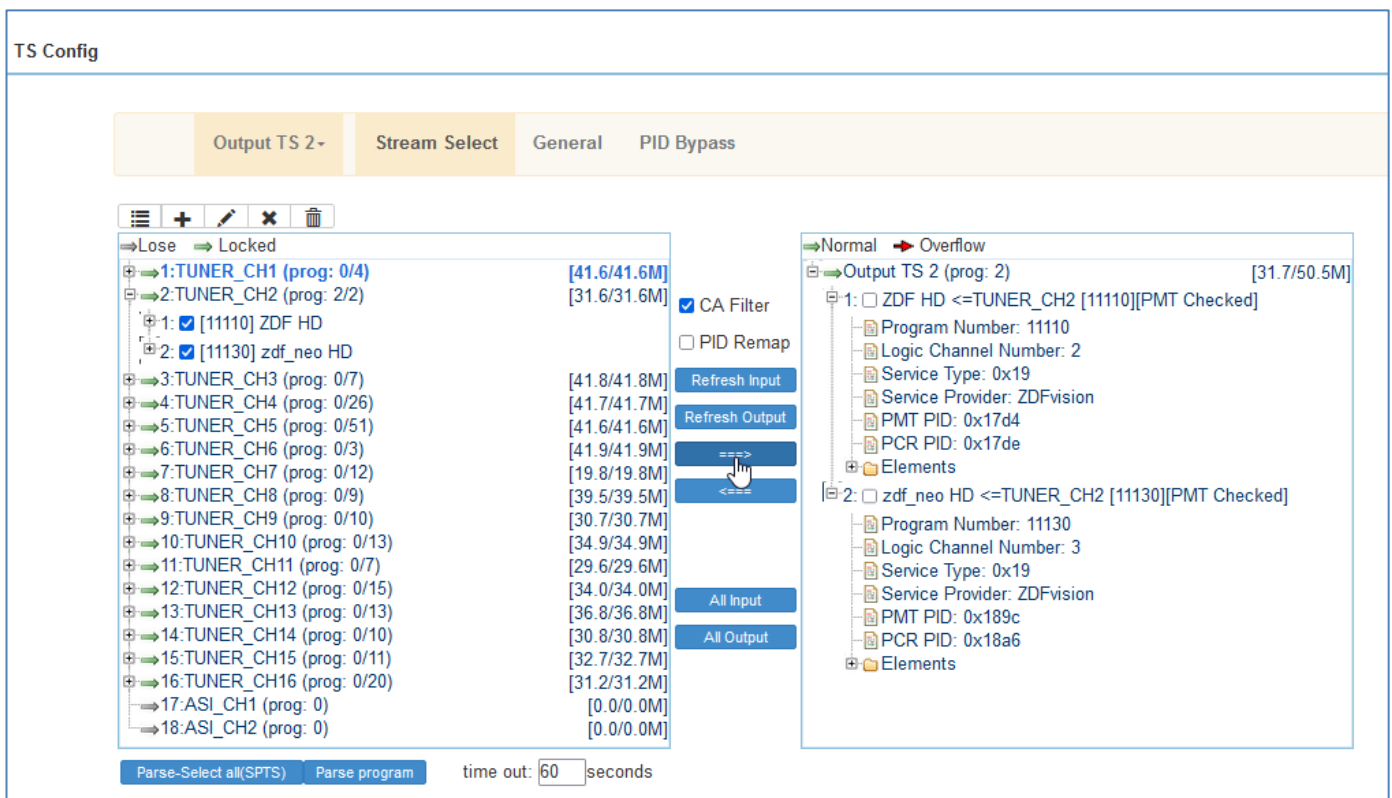 TS Config
Output TS 2
Stream Select
General
PID Bypass
Lose Locked
1:TUNER_CH1 (prog: 0/4) [41.6/41.6M]
2:TUNER_CH2 (prog: 2/2) [31.6/31.6M]
1: [11110] ZDF HD
2: [11130] zdf_neo HD
3:TUNER_CH3 (prog: 0/7) [41.8/41.8M]
4:TUNER_CH4 (prog: 0/26) [41.7/41.7M]
5:TUNER_CH5 (prog: 0/51) [41.6/41.6M]
6:TUNER_CH6 (prog: 0/3) [41.9/41.9M]
7:TUNER_CH7 (prog: 0/12) [19.8/19.8M]
8:TUNER_CH8 (prog: 0/9) [39.5/39.5M]
9:TUNER_CH9 (prog: 0/10) [30.7/30.7M]
10:TUNER_CH10 (prog: 0/13) [34.9/34.9M]
11:TUNER_CH11 (prog: 0/7) [29.6/29.6M]
12:TUNER_CH12 (prog: 0/15) [34.0/34.0M]
13:TUNER_CH13 (prog: 0/13) [36.8/36.8M]
14:TUNER_CH14 (prog: 0/10) [30.8/30.8M]
15:TUNER_CH15 (prog: 0/11) [32.7/32.7M]
16:TUNER_CH16 (prog: 0/20) [31.2/31.2M]
17:ASI_CH1 (prog: 0) [0.0/0.0M]
18:ASI_CH2 (prog: 0) [0.0/0.0M]
CA Filter
PID Remap
Refresh Input
Refresh Output
===>
<===
All Input
All Output
Normal Overflow
Output TS 2 (prog: 2) [31.7/50.5M]
1: ZDF HD <=TUNER_CH2 [11110][PMT Checked]
Program Number: 11110
Logic Channel Number: 2
Service Type: 0x19
Service Provider: ZDFvision
PMT PID: 0x17d4
PCR PID: 0x17de
Elements
2: zdf_neo HD <=TUNER_CH2 [11130][PMT Checked]
Program Number: 11130
Logic Channel Number: 3
Service Type: 0x19
Service Provider: ZDFvision
PMT PID: 0x189c
PCR PID: 0x18a6
Elements
Parse-Select all(SPTS)
Parse program
time out: 60 seconds